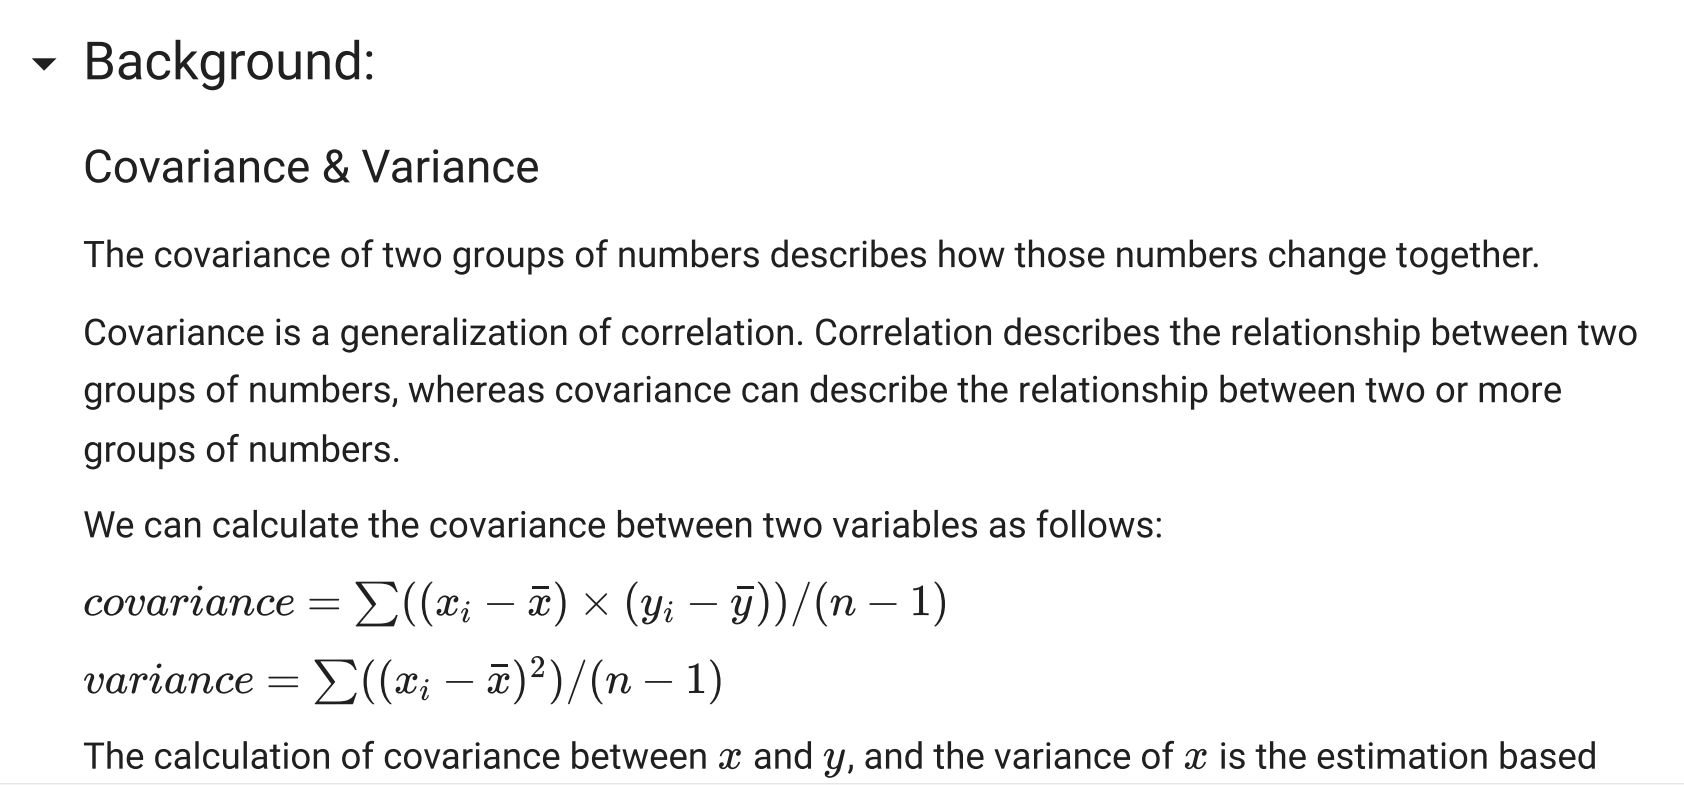 Background:
Covariance & Variance
The covariance of two groups of numbers describes how those numbers change together.
Covariance is a generalization of correlation. Correlation describes the relationship between two
groups of numbers, whereas covariance can describe the relationship between two or more
groups of numbers.
We can calculate the covariance between two variables as follows:
covariance = ∑((xᵢ − x̄) × (yᵢ − ȳ))/(n − 1)
variance = ∑((xᵢ − x̄)²)/(n − 1)
The calculation of covariance between x and y, and the variance of x is the estimation based